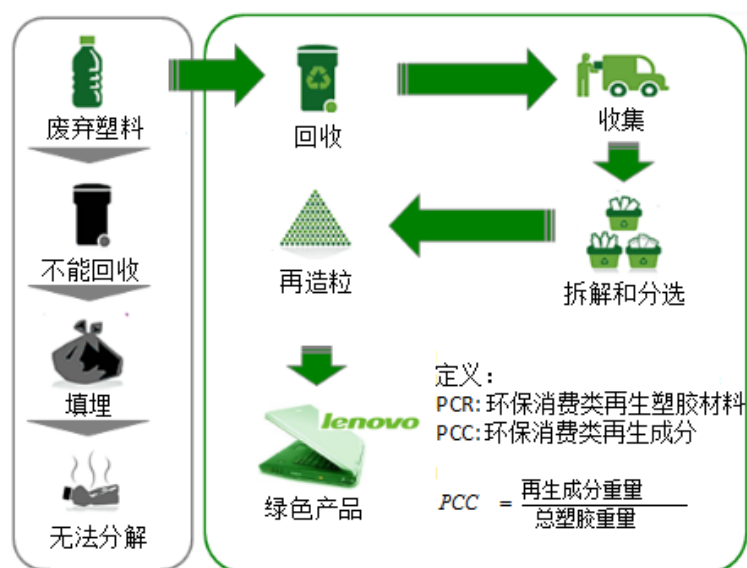 废弃塑料
不能回收
填埋
无法分解
回收
收集
拆解和分选
再造粒
lenovo
绿色产品
定义：
PCR:环保消费类再生塑胶材料
PCC:环保消费类再生成分
PCC = 再生成分重量
总塑胶重量